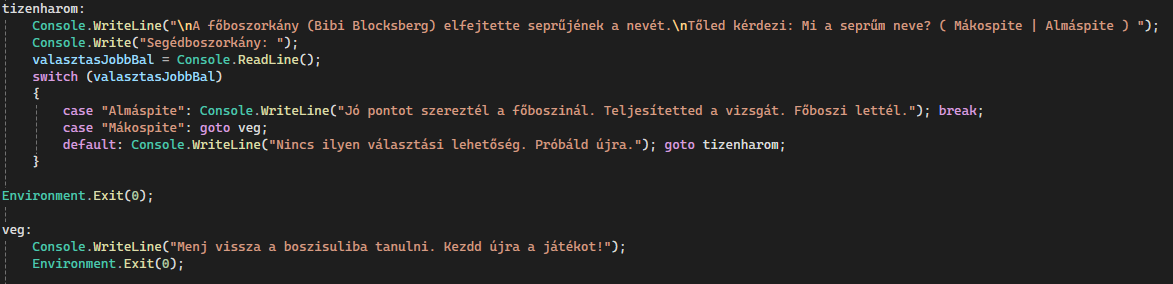 tizenharom:
Console.WriteLine("\nA főboszorkány (Bibi Blocksberg) elfejtette seprűjének a nevét.\nTőled kérdezi: Mi a seprűm neve? ( Mákospite | Almáspite ) ");
Console.Write("Segédboszorkány: ");
valasztasJobbBal = Console.ReadLine();
switch (valasztasJobbBal)
{
case "Almáspite": Console.WriteLine("Jó pontot szereztél a főboszinál. Teljesítetted a vizsgát. Főboszi lettél."); break;
case "Mákospite": goto veg;
default: Console.WriteLine("Nincs ilyen választási lehetőség. Próbáld újra."); goto tizenharom;
}
Environment.Exit(0);
veg:
Console.WriteLine("Menj vissza a boszisuliba tanulni. Kezdd újra a játékot!");
Environment.Exit(0);